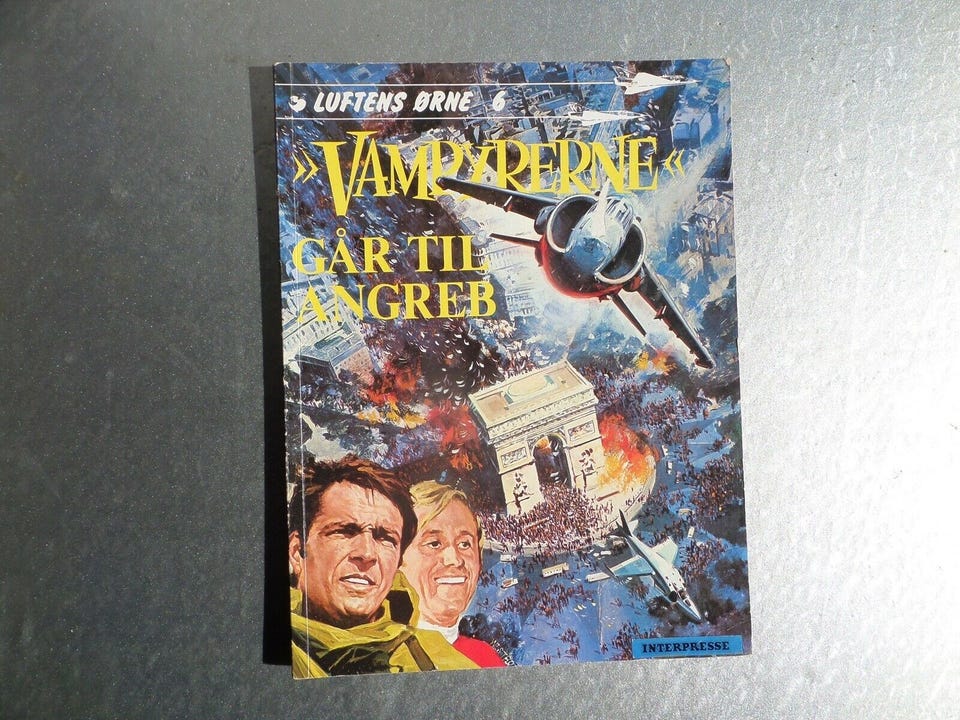 LUFTENS ØRNE 6
»VAMPYRERNE«
GÅR TIL
ANGREB
INTERPRESSE